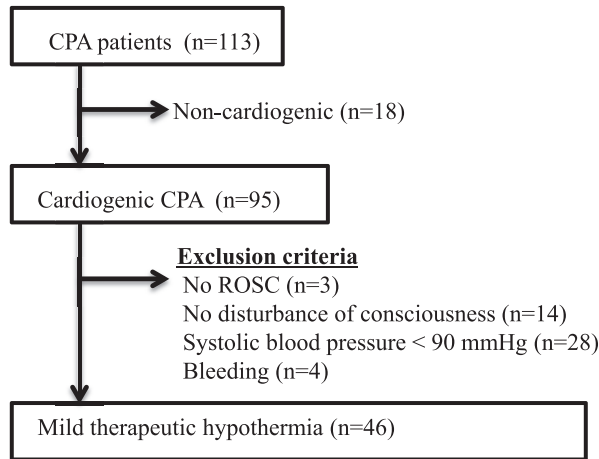 CPA patients (n=113)
Non-cardiogenic (n=18)
Cardiogenic CPA (n=95)
Exclusion criteria
No ROSC (n=3)
No disturbance of consciousness (n=14)
Systolic blood pressure < 90 mmHg (n=28)
Bleeding (n=4)
Mild therapeutic hypothermia (n=46)